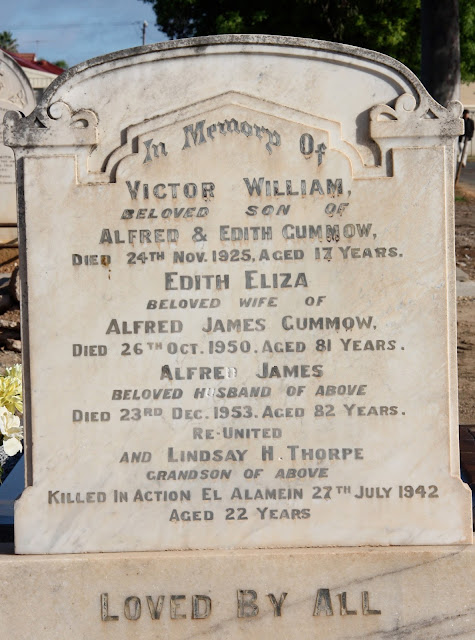 In Memory Of
VICTOR WILLIAM,
BELOVED SON OF
ALFRED & EDITH GUMMOW,
DIED 24TH NOV. 1925, AGED 17 YEARS.
EDITH ELIZA
BELOVED WIFE OF
ALFRED JAMES GUMMOW,
DIED 26TH OCT. 1950. AGED 81 YEARS.
ALFRED JAMES
BELOVED HUSBAND OF ABOVE
DIED 23RD DEC. 1953. AGED 82 YEARS.
RE-UNITED
AND LINDSAY H. THORPE
GRANDSON OF ABOVE
KILLED IN ACTION EL ALAMEIN 27TH JULY 1942
AGED 22 YEARS
LOVED BY ALL